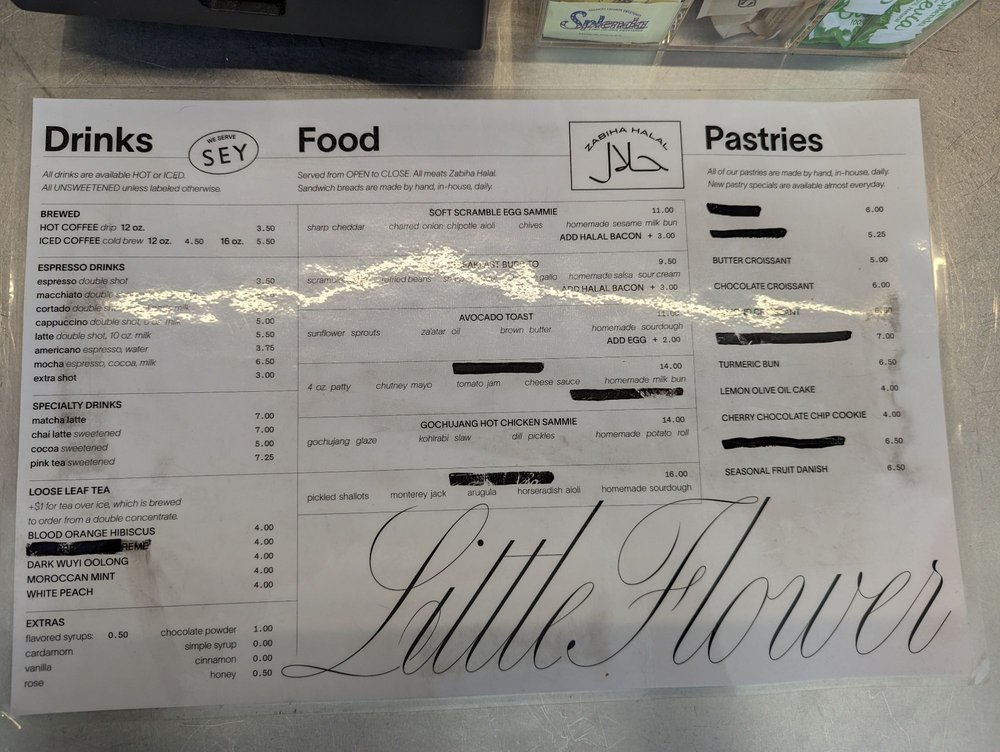 Splenda
Drinks
WE SERVE
SEY
All drinks are available HOT or ICED.
All UNSWEETENED unless labeled otherwise.
BREWED
HOT COFFEE drip 12 oz. 3.50
ICED COFFEE cold brew 12 oz. 4.50 16 oz. 5.50
ESPRESSO DRINKS
espresso double shot 3.50
macchiato double
cortado double
cappuccino double shot, milk 5.00
latte double shot, 10 oz. milk 5.50
americano espresso, water 3.75
mocha espresso, cocoa, milk 6.50
extra shot 3.00
SPECIALTY DRINKS
matcha latte 7.00
chai latte sweetened 7.00
cocoa sweetened 5.00
pink tea sweetened 7.25
LOOSE LEAF TEA
+$1 for tea over ice, which is brewed
to order from a double concentrate.
BLOOD ORANGE HIBISCUS 4.00
4.00
DARK WUYI OOLONG 4.00
MOROCCAN MINT 4.00
WHITE PEACH 4.00
EXTRAS
flavored syrups: 0.50
cardamom
vanilla
rose
chocolate powder 1.00
simple syrup 0.00
cinnamon 0.00
honey 0.50
Food
ZABIHA HALAL
حلال
Served from OPEN to CLOSE. All meats Zabiha Halal.
Sandwich breads are made by hand, in-house, daily.
SOFT SCRAMBLE EGG SAMMIE 11.00
sharp cheddar charred onion chipotle aioli chives homemade sesame milk bun
ADD HALAL BACON + 3.00
9.50
refried beans gallo homemade salsa sour cream
ADD HALAL BACON + 3.00
AVOCADO TOAST 11.00
sunflower sprouts za'atar oil brown butter homemade sourdough
ADD EGG + 2.00
14.00
4 oz. patty chutney mayo tomato jam cheese sauce homemade milk bun
GOCHUJANG HOT CHICKEN SAMMIE 14.00
gochujang glaze kohlrabi slaw dill pickles homemade potato roll
16.00
pickled shallots monterey jack arugula horseradish aioli homemade sourdough
Pastries
All of our pastries are made by hand, in-house, daily.
New pastry specials are available almost everyday.
6.00
5.25
BUTTER CROISSANT 5.00
CHOCOLATE CROISSANT 6.00
CROISSANT
7.00
TURMERIC BUN 6.50
LEMON OLIVE OIL CAKE 4.00
CHERRY CHOCOLATE CHIP COOKIE 4.00
6.50
SEASONAL FRUIT DANISH 6.50
Little Flower